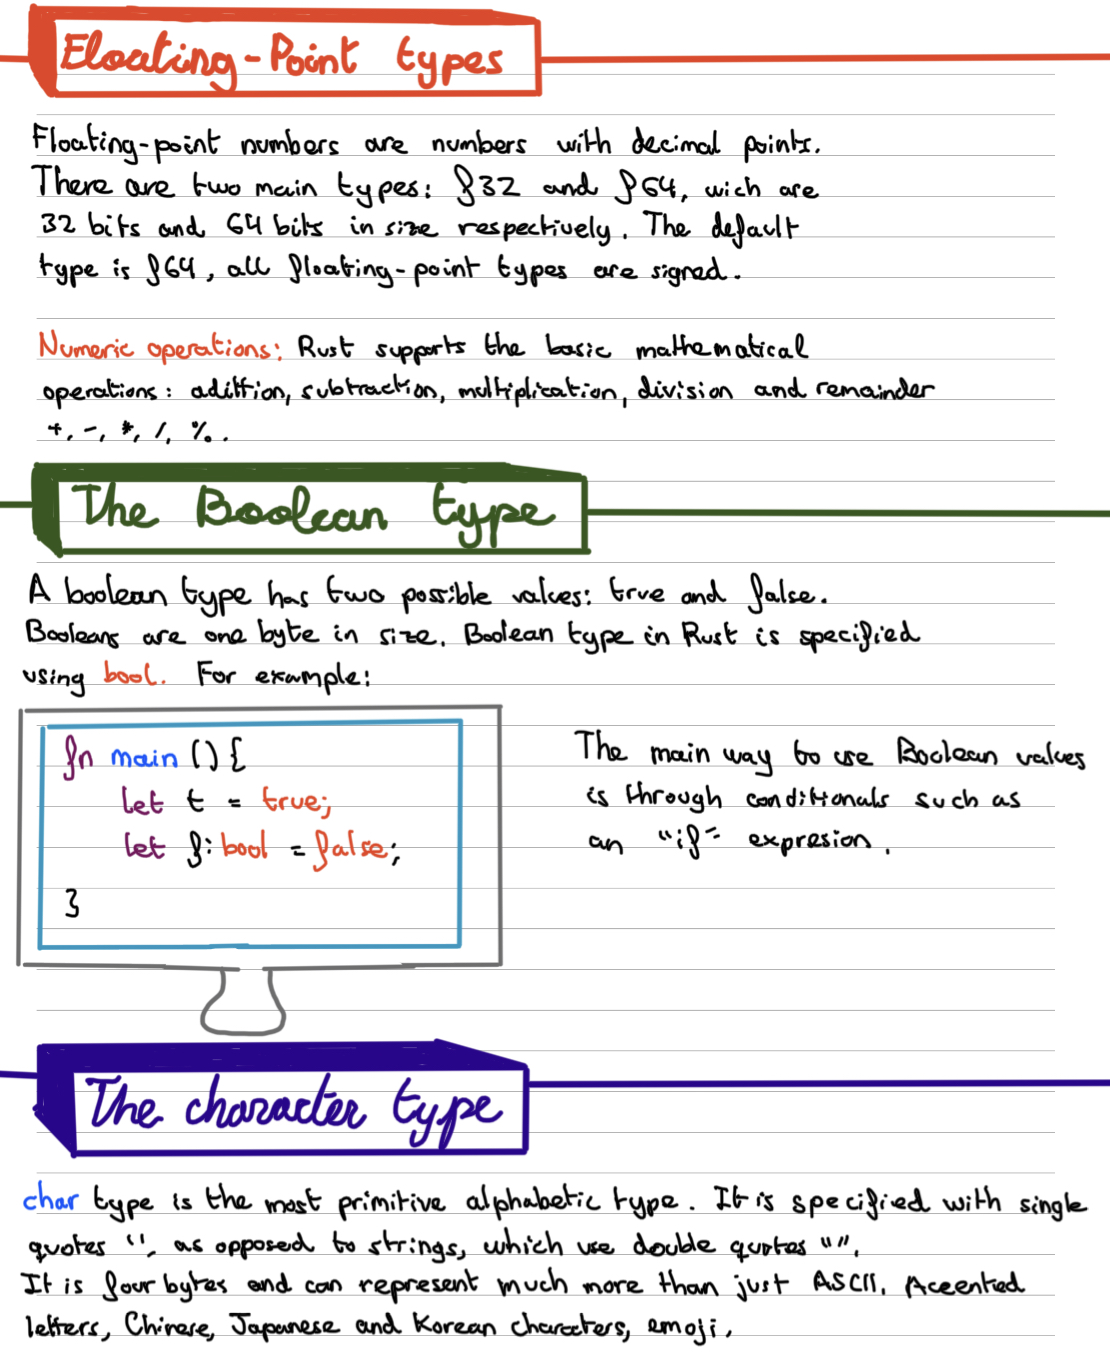 Floating-Point types
Floating-point numbers are numbers with decimal points.
There are two main types: f32 and f64, wich are
32 bits and 64 bits in size respectively. The default
type is f64, all floating-point types are signed.
Numeric operations: Rust supports the basic mathematical
operations: adittion, subtraction, multiplication, division and remainder
+, -, *, /, %.
The Boolean type
A boolean type has two possible values: true and false.
Booleans are one byte in size. Boolean type in Rust is specified
using bool. For example:
fn main () {
let t = true;
let f: bool = false;
}
The main way to use Boolean values
is through conditionals such as
an "if" expresion.
The character type
char type is the most primitive alphabetic type. It is specified with single
quotes '', as opposed to strings, which use double quotes "".
It is four bytes and can represent much more than just ASCII. Accented
letters, Chinese, Japanese and Korean characters, emoji.